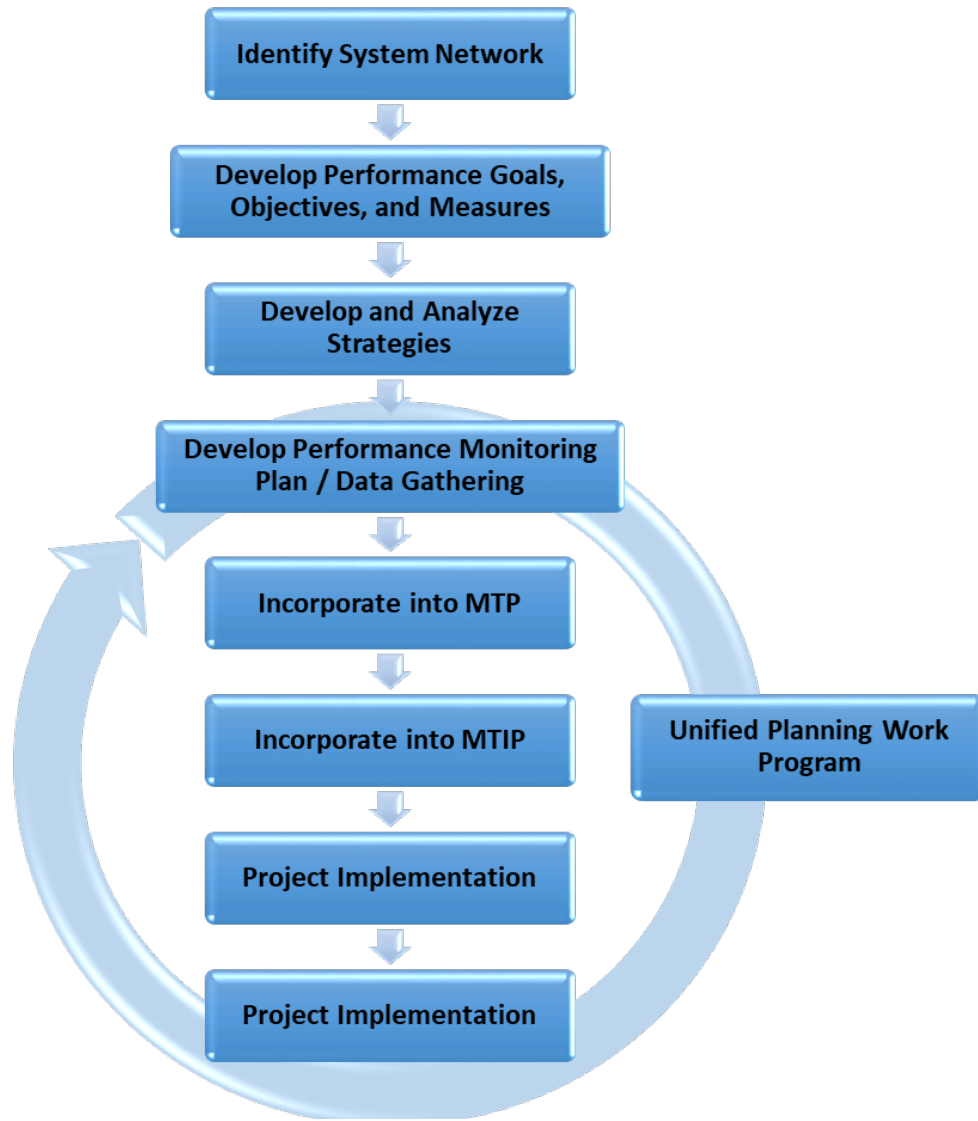 Identify System Network
Develop Performance Goals,
Objectives, and Measures
Develop and Analyze
Strategies
Develop Performance Monitoring
Plan / Data Gathering
Incorporate into MTP
Incorporate into MTIP
Unified Planning Work
Program
Project Implementation
Project Implementation